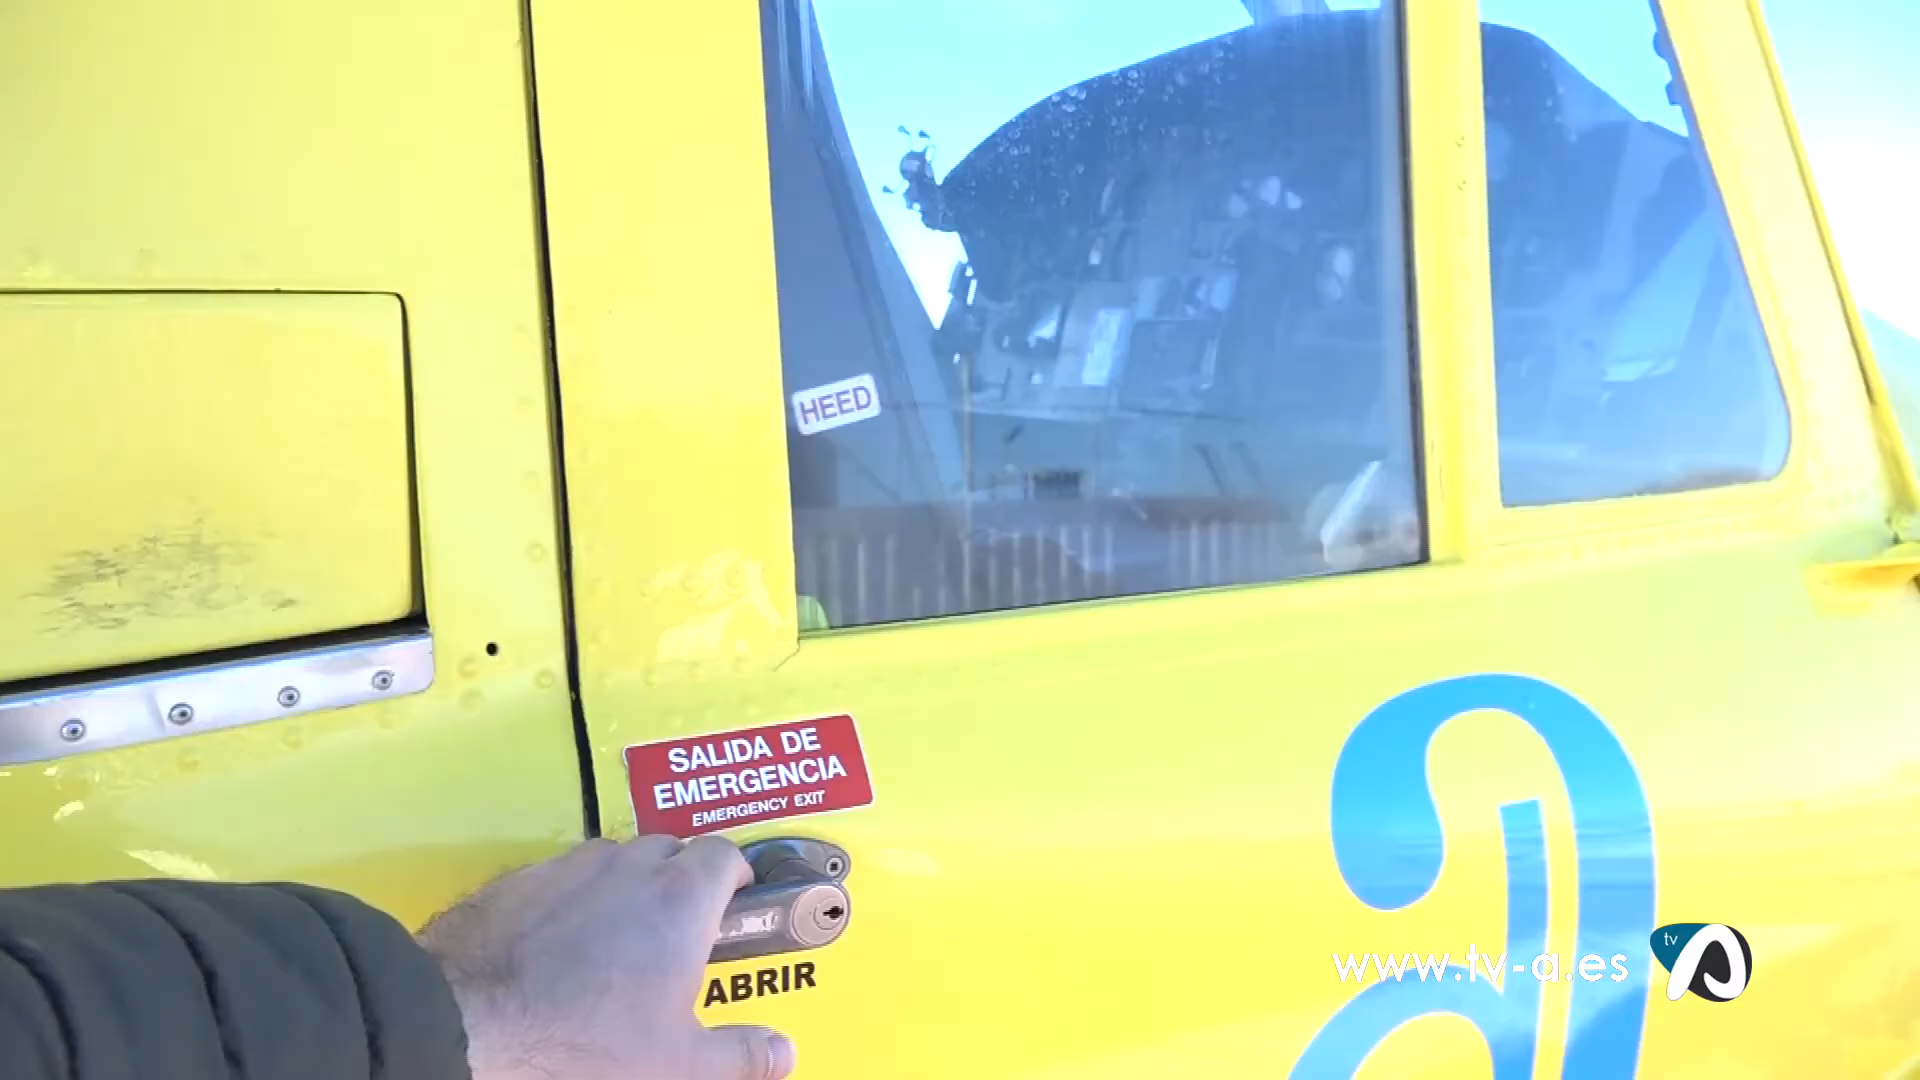 HEED
SALIDA DE
EMERGENCIA
EMERGENCY EXIT
ABRIR
a
www.tv-a.es
tv